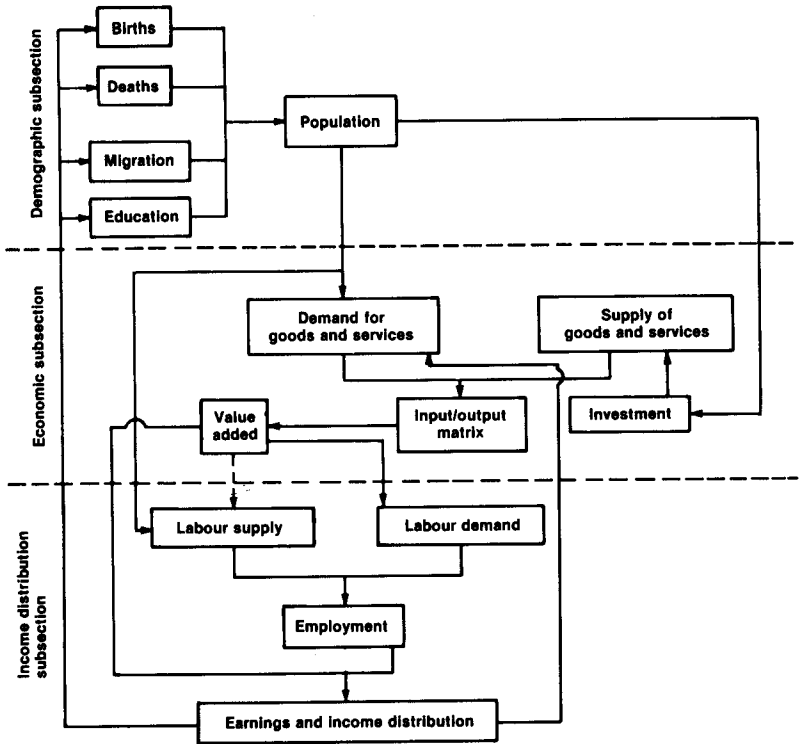 Demographic subsection
Births
Deaths
Migration
Education
Population
Economic subsection
Demand for
goods and services
Supply of
goods and services
Value
added
Input/output
matrix
Investment
Income distribution
subsection
Labour supply
Labour demand
Employment
Earnings and income distribution